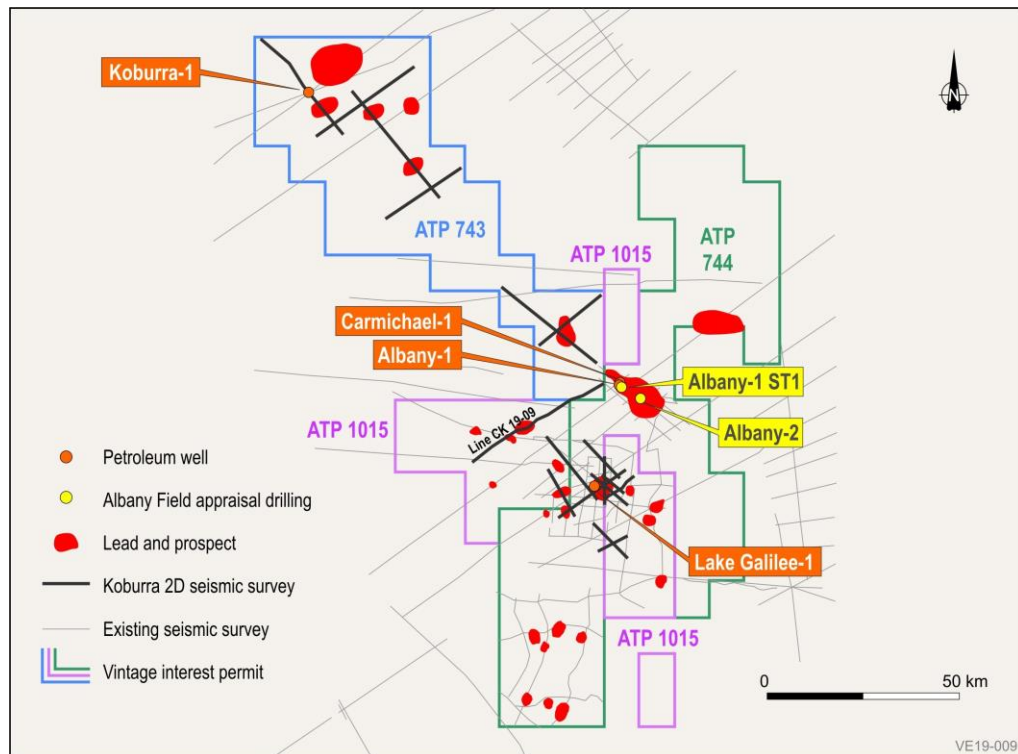 Koburra-1
N
ATP 743
ATP 1015
ATP
744
Carmichael-1
Albany-1
Albany-1 ST1
Albany-2
ATP 1015
Line CK 19-09
Lake Galilee-1
ATP 1015
Petroleum well
Albany Field appraisal drilling
Lead and prospect
Koburra 2D seismic survey
Existing seismic survey
Vintage interest permit
0
50 km
VE19-009